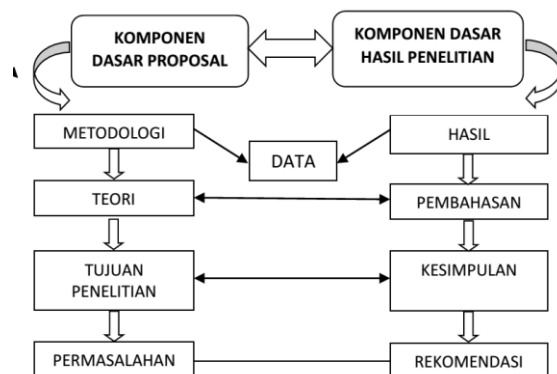 KOMPONEN
DASAR PROPOSAL
KOMPONEN DASAR
HASIL PENELITIAN
METODOLOGI
DATA
HASIL
TEORI
PEMBAHASAN
TUJUAN
PENELITIAN
KESIMPULAN
PERMASALAHAN
REKOMENDASI